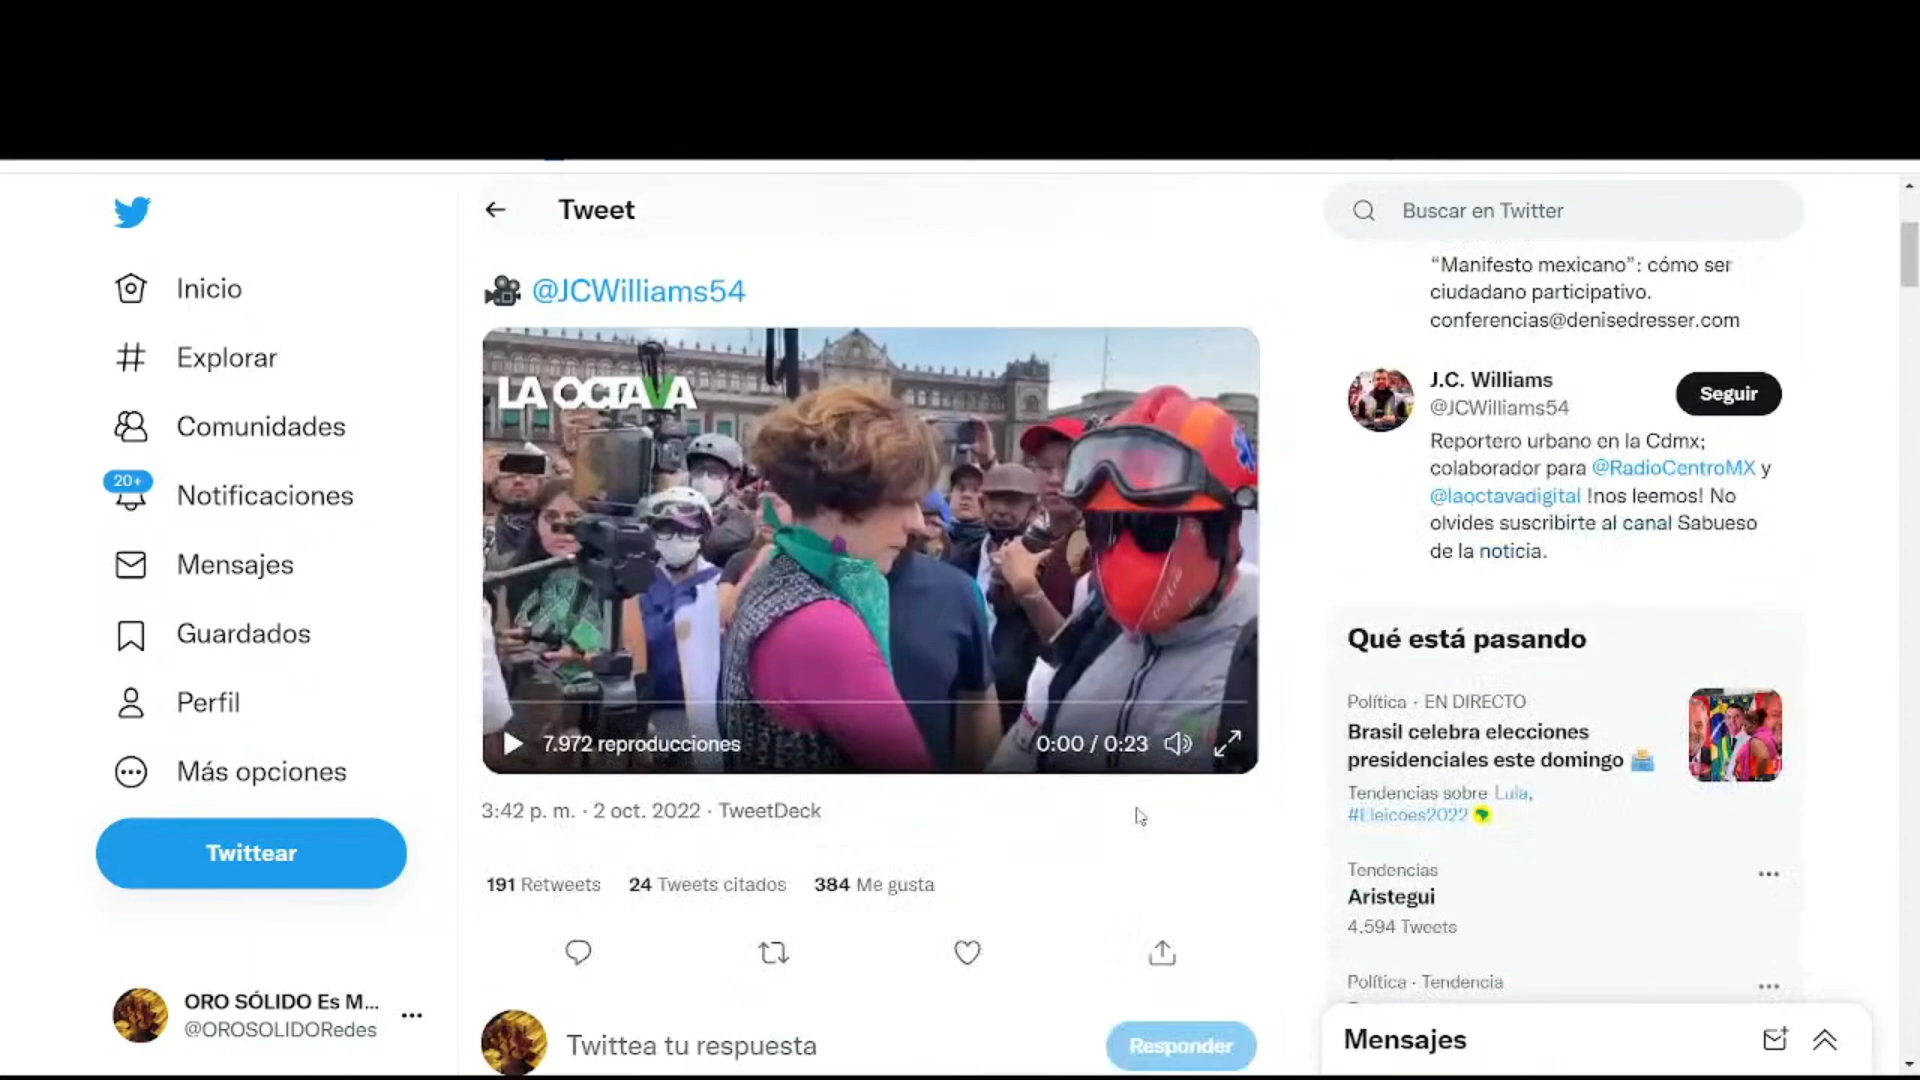 Tweet
Buscar en Twitter
@JCWilliams54
“Manifesto mexicano”: cómo ser
ciudadano participativo.
conferencias@denisedresser.com
Inicio
Explorar
Comunidades
20+
Notificaciones
Mensajes
Guardados
Perfil
Más opciones
Twittear
ORO SÓLIDO Es M...
@OROSOLIDORedes
LA OCTAVA
7.972 reproducciones
0:00 / 0:23
3:42 p. m. · 2 oct. 2022 · TweetDeck
191 Retweets 24 Tweets citados 384 Me gusta
Twittea tu respuesta
Responder
J.C. Williams
@JCWilliams54
Seguir
Reportero urbano en la Cdmx;
colaborador para @RadioCentroMX y
@laoctavadigital !nos leemos! No
olvides suscribirte al canal Sabueso
de la noticia.
Qué está pasando
Política · EN DIRECTO
Brasil celebra elecciones
presidenciales este domingo
Tendencias sobre Lula,
#Eleicoes2022
Tendencias
Aristegui
4.594 Tweets
Política · Tendencia
Mensajes